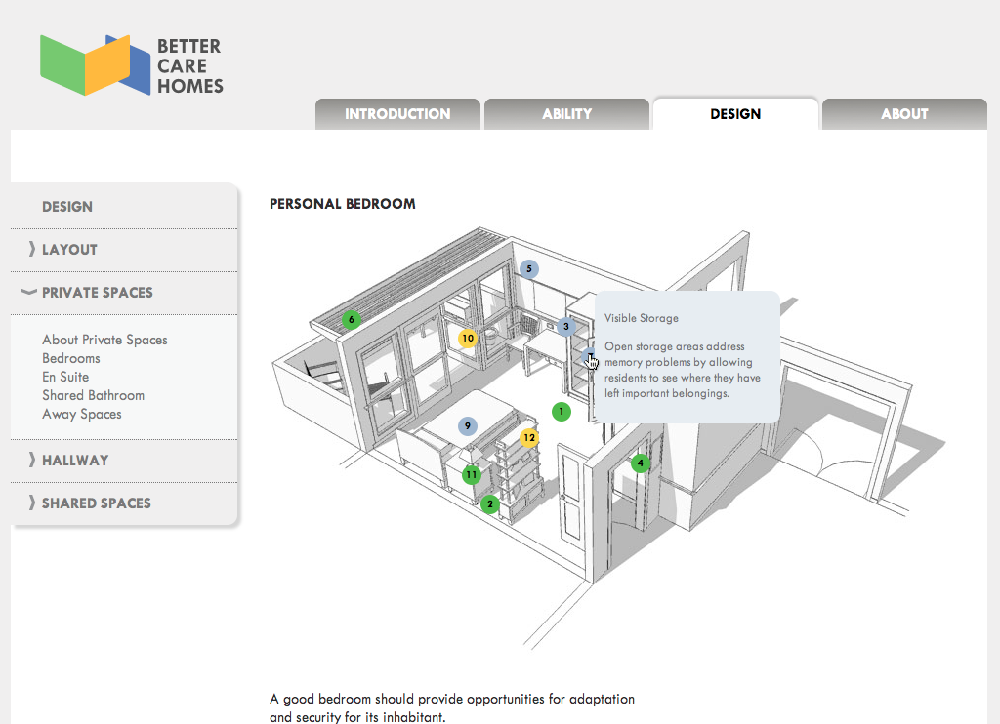 BETTER
CARE
HOMES
INTRODUCTION
ABILITY
DESIGN
ABOUT
DESIGN
LAYOUT
PRIVATE SPACES
About Private Spaces
Bedrooms
En Suite
Shared Bathroom
Away Spaces
HALLWAY
SHARED SPACES
PERSONAL BEDROOM
5
6
3
10
Visible Storage
Open storage areas address
memory problems by allowing
residents to see where they have
left important belongings.
1
9
12
4
11
2
A good bedroom should provide opportunities for adaptation
and security for its inhabitant.